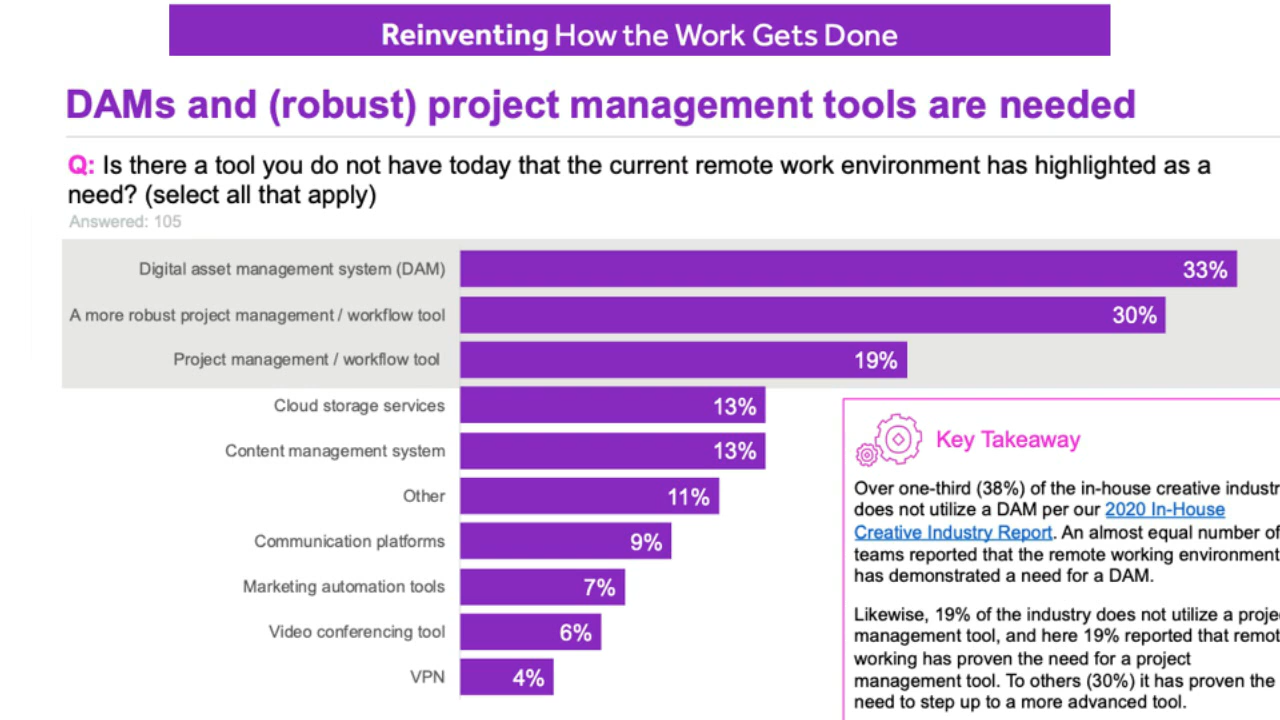 Reinventing How the Work Gets Done
DAMs and (robust) project management tools are needed
Q: Is there a tool you do not have today that the current remote work environment has highlighted as a
need? (select all that apply)
Answered: 105
Digital asset management system (DAM) 33%
A more robust project management / workflow tool 30%
Project management / workflow tool 19%
Cloud storage services 13%
Content management system 13%
Other 11%
Communication platforms 9%
Marketing automation tools 7%
Video conferencing tool 6%
VPN 4%
Key Takeaway
Over one-third (38%) of the in-house creative industr
does not utilize a DAM per our 2020 In-House
Creative Industry Report. An almost equal number of
teams reported that the remote working environment
has demonstrated a need for a DAM.
Likewise, 19% of the industry does not utilize a projec
management tool, and here 19% reported that remot
working has proven the need for a project
management tool. To others (30%) it has proven the
need to step up to a more advanced tool.